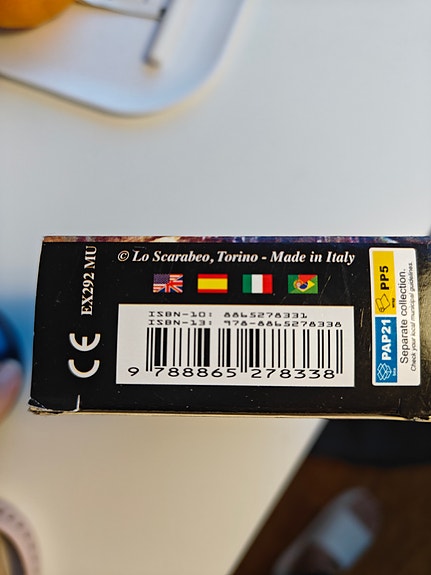 © Lo Scarabeo, Torino - Made in Italy
EX292 MU
CE
ISBN-10: 8865278331
ISBN-13: 978-8865278338
9 788865 278338
PAP21
box
PP5
Separate collection.
Check your local municipal guidelines.